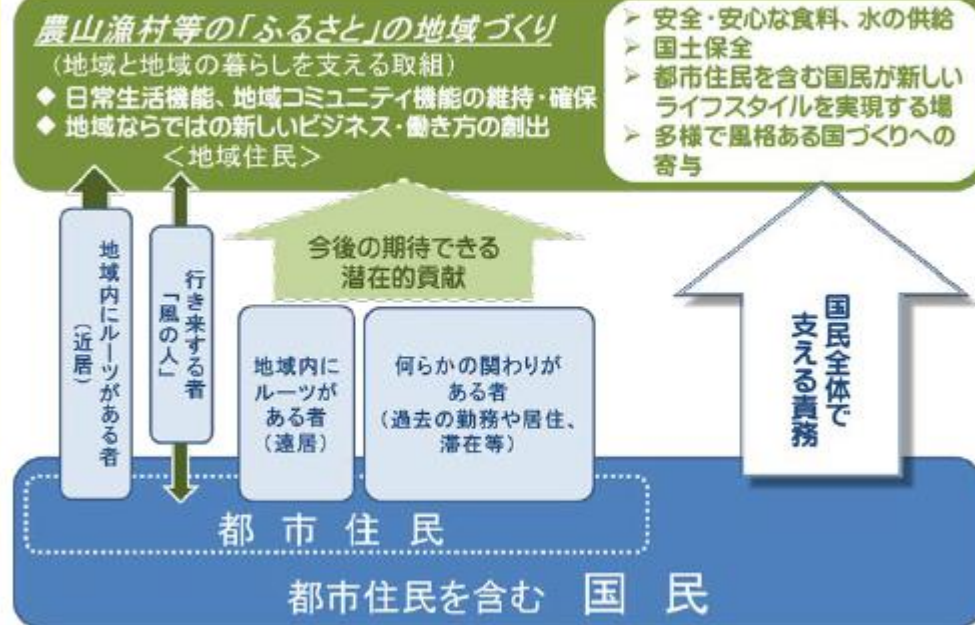 農山漁村等の「ふるさと」の地域づくり
（地域と地域の暮らしを支える取組）
◆ 日常生活機能、地域コミュニティ機能の維持・確保
◆ 地域ならではの新しいビジネス・働き方の創出
＜地域住民＞
➢ 安全・安心な食料、水の供給
➢ 国土保全
➢ 都市住民を含む国民が新しい
ライフスタイルを実現する場
➢ 多様で風格ある国づくりへの
寄与
地域内にルーツがある者
（近居）
行き来する者
「風の人」
今後の期待できる
潜在的貢献
地域内に
ルーツが
ある者
（遠居）
何らかの関わりが
ある者
（過去の勤務や居住、
滞在等）
国民全体で
支える責務
都市住民
都市住民を含む 国民